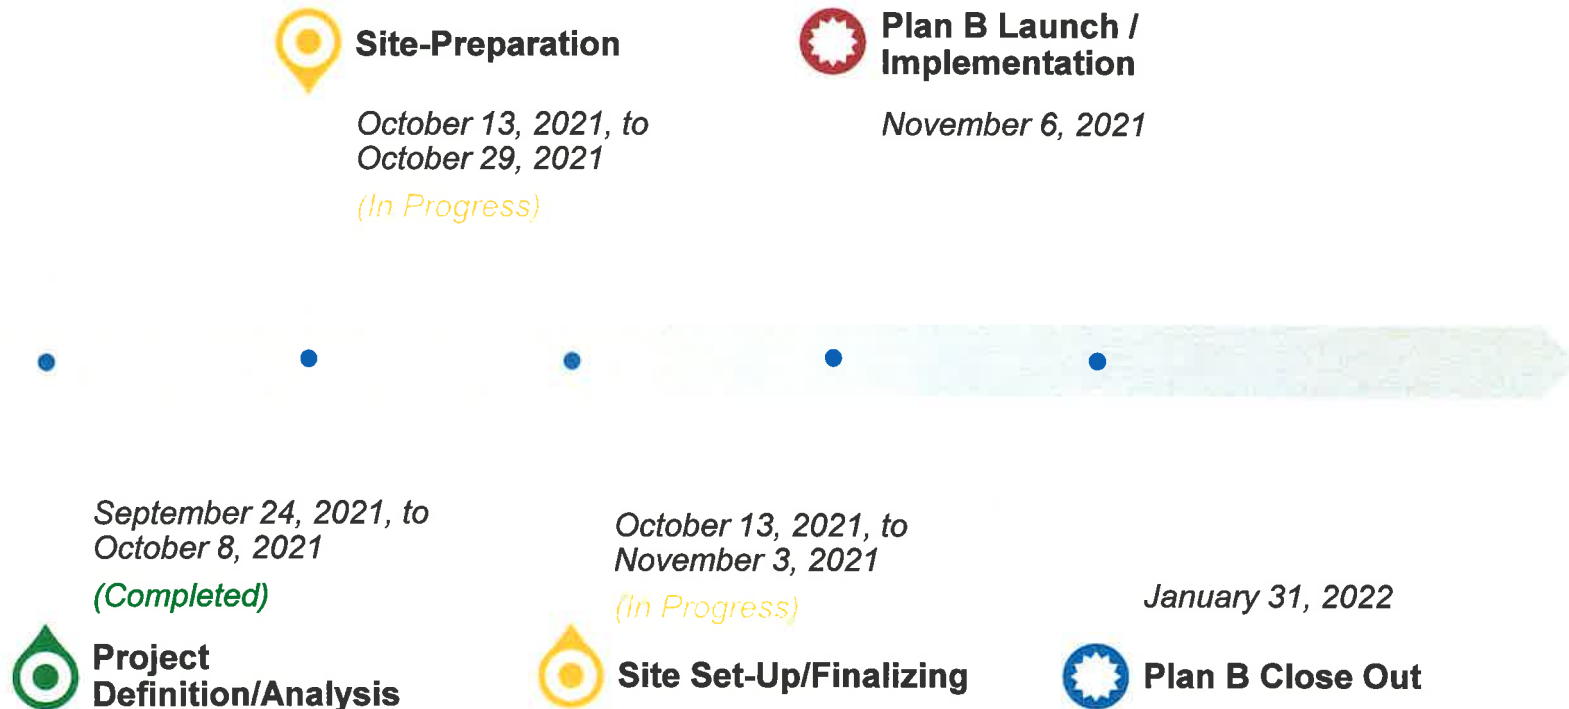 Site-Preparation
October 13, 2021, to
October 29, 2021
(In Progress)
Plan B Launch /
Implementation
November 6, 2021
September 24, 2021, to
October 8, 2021
(Completed)
Project
Definition/Analysis
October 13, 2021, to
November 3, 2021
(In Progress)
Site Set-Up/Finalizing
January 31, 2022
Plan B Close Out